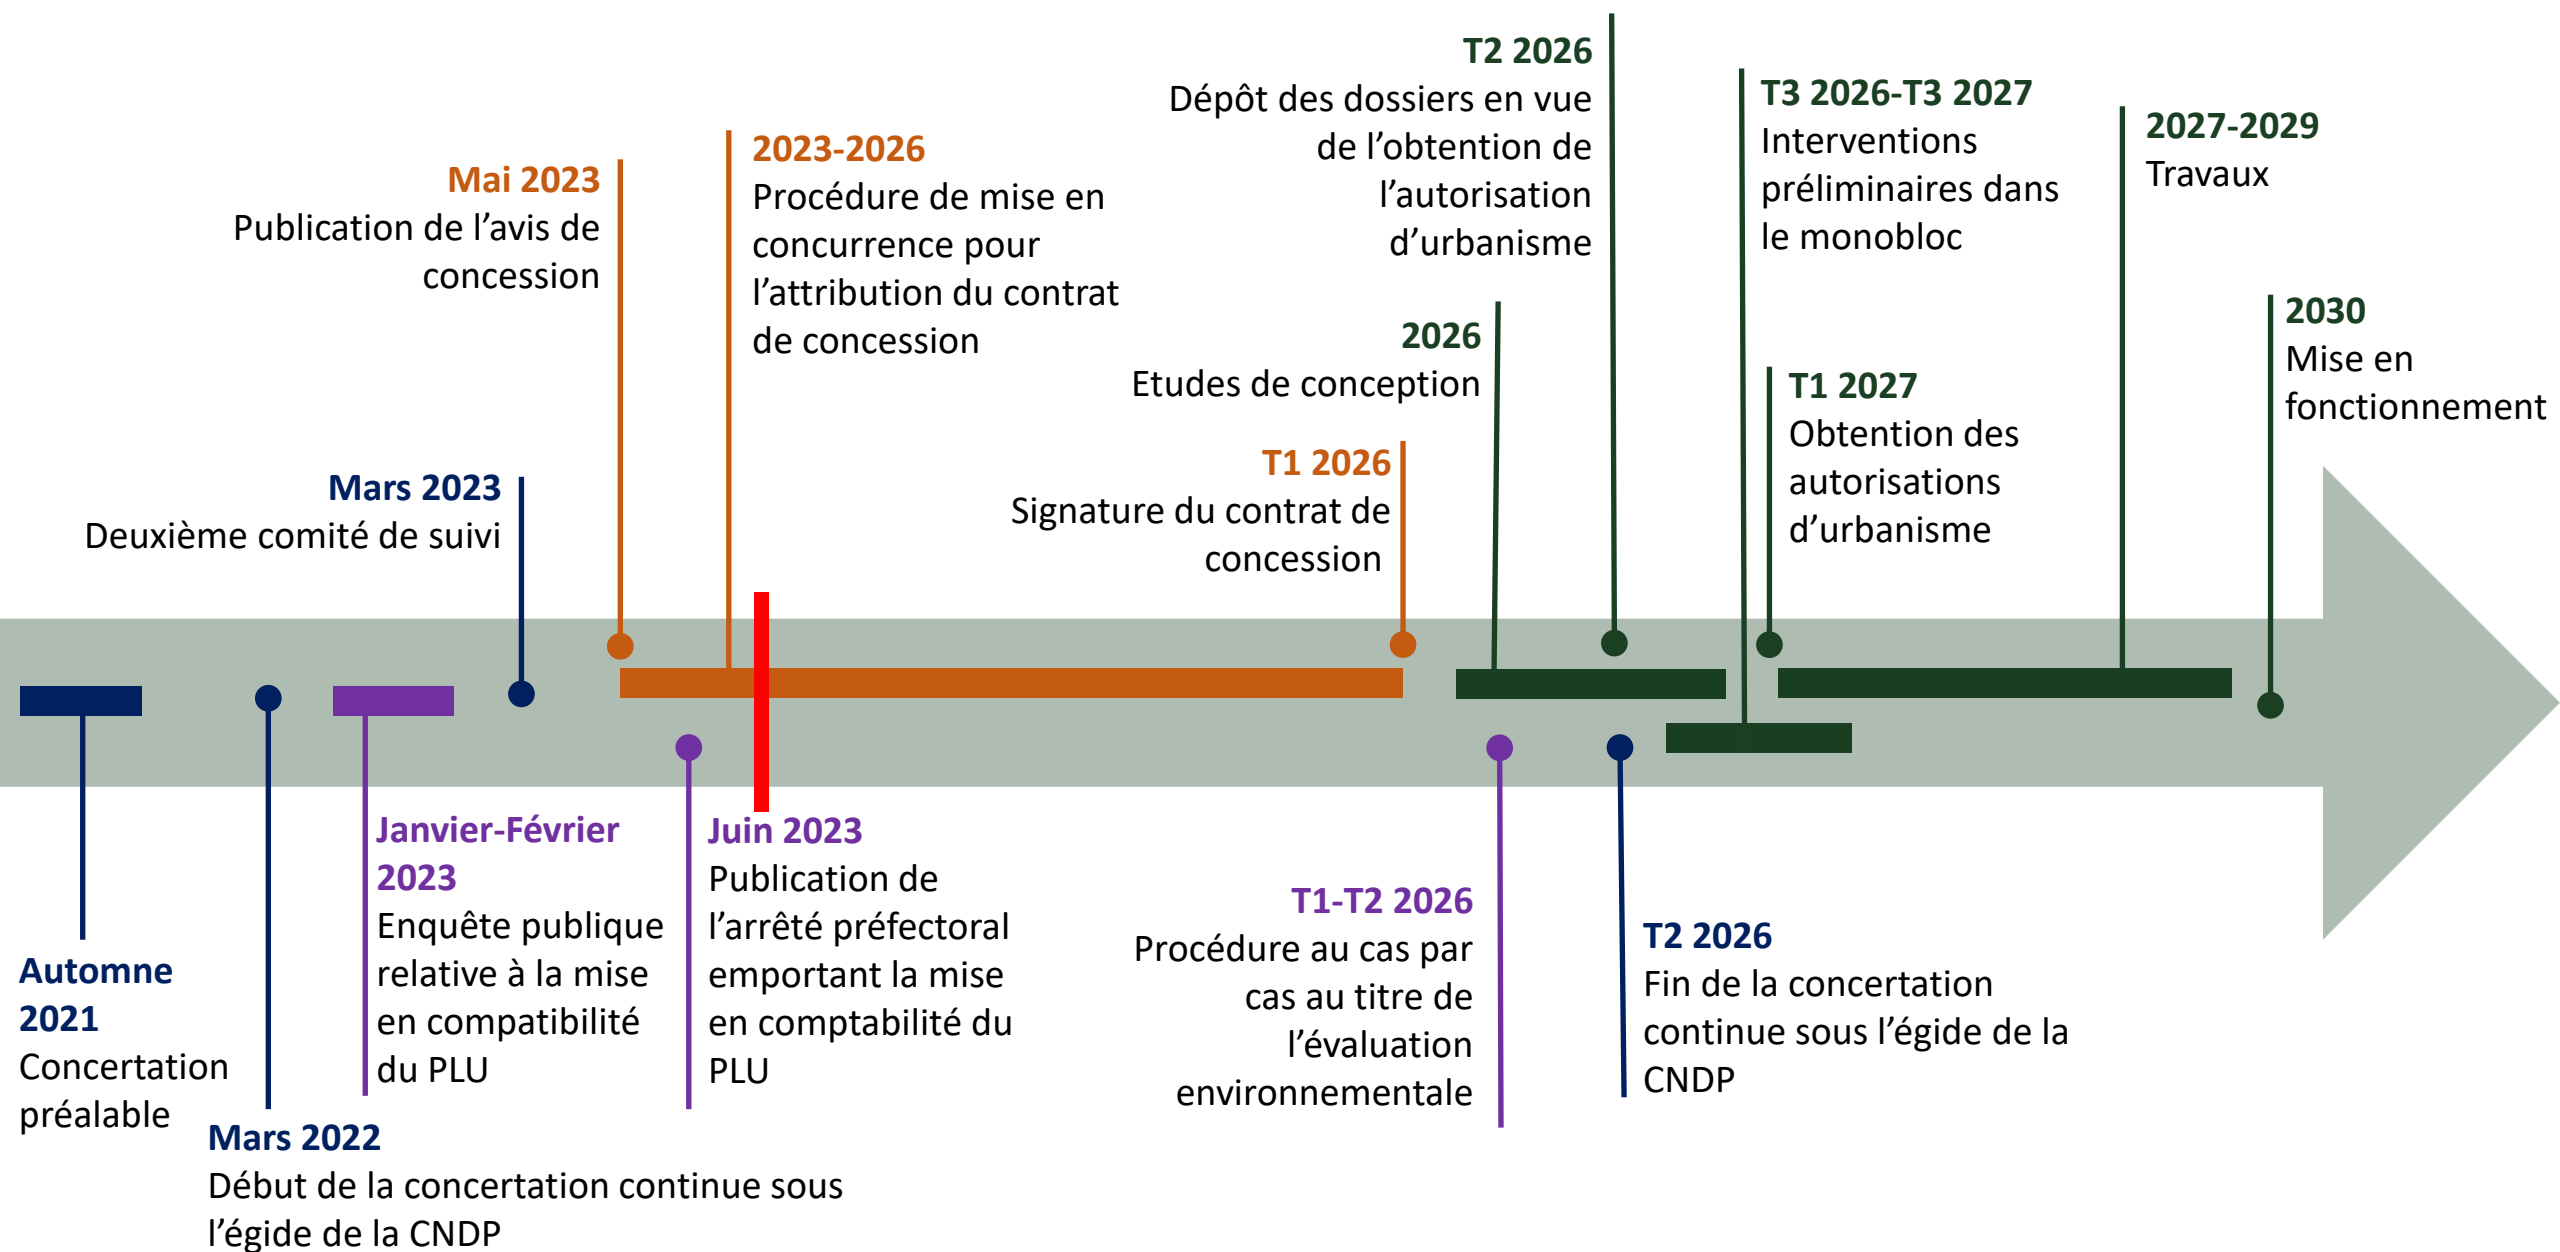 T2 2026
Dépôt des dossiers en vue
de l’obtention de
l’autorisation
d’urbanisme
T3 2026-T3 2027
Interventions
préliminaires dans
le monobloc
2027-2029
Travaux
2023-2026
Procédure de mise en
concurrence pour
l’attribution du contrat
de concession
Mai 2023
Publication de l’avis de
concession
2026
Etudes de conception
2030
Mise en
fonctionnement
T1 2027
Obtention des
autorisations
d’urbanisme
T1 2026
Signature du contrat de
concession
Mars 2023
Deuxième comité de suivi
Automne
2021
Concertation
préalable
Mars 2022
Début de la concertation continue sous
l’égide de la CNDP
Janvier-Février
2023
Enquête publique
relative à la mise
en compatibilité
du PLU
Juin 2023
Publication de
l’arrêté préfectoral
emportant la mise
en comptabilité du
PLU
T1-T2 2026
Procédure au cas par
cas au titre de
l’évaluation
environnementale
T2 2026
Fin de la concertation
continue sous l’égide de la
CNDP